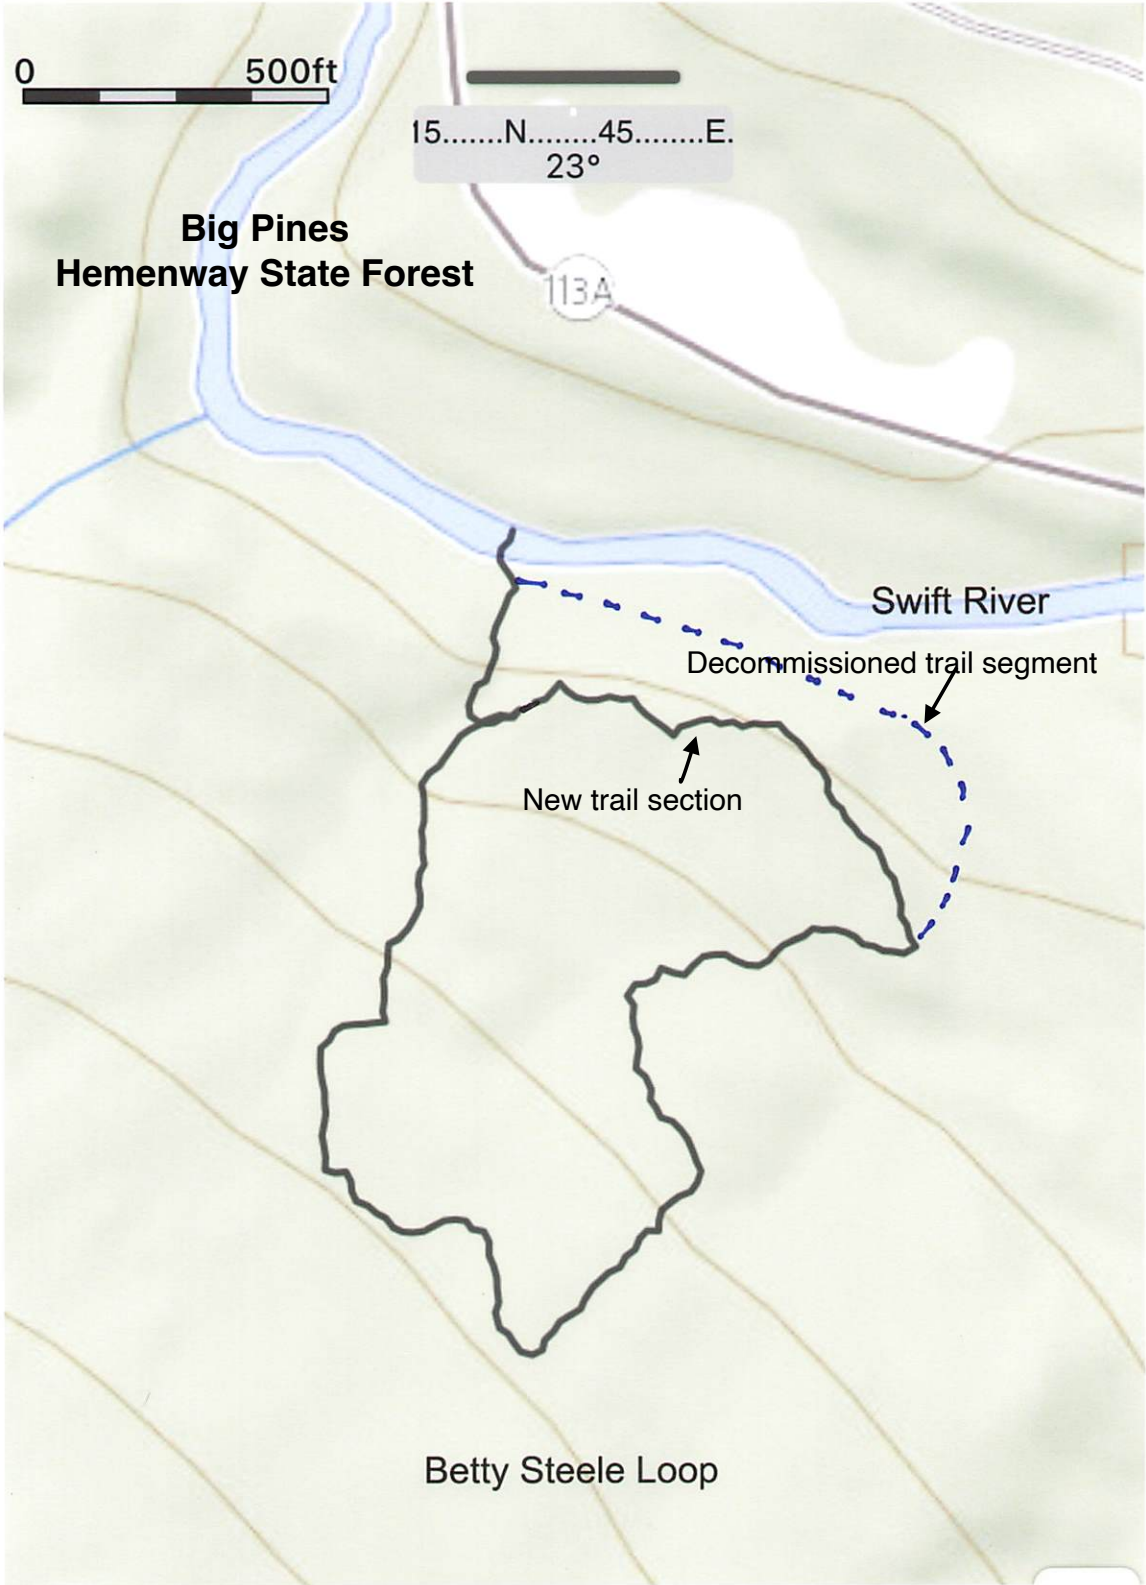 0 500ft
15.......N........45........E.
23°
Big Pines
Hemenway State Forest
113A
Swift River
Decommissioned trail segment
New trail section
Betty Steele Loop